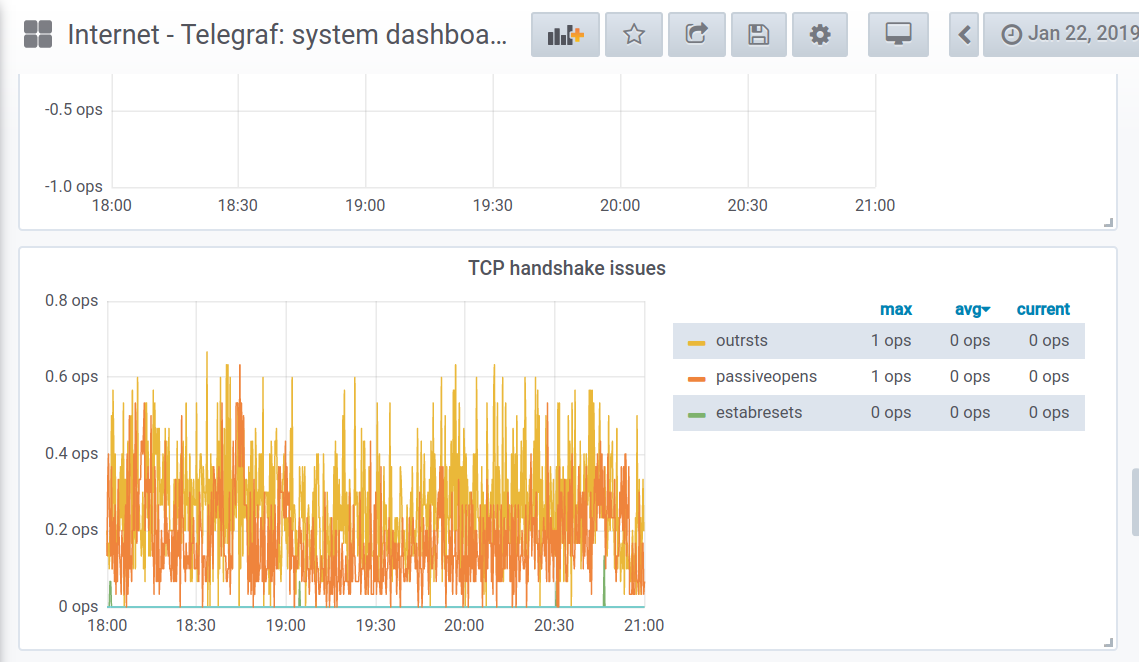 Internet - Telegraf: system dashboa...
Jan 22, 2019
-0.5 ops
-1.0 ops
18:00 18:30 19:00 19:30 20:00 20:30 21:00
TCP handshake issues
0.8 ops
0.6 ops
0.4 ops
0.2 ops
0 ops
18:00 18:30 19:00 19:30 20:00 20:30 21:00
max avg current
outrsts 1 ops 0 ops 0 ops
passiveopens 1 ops 0 ops 0 ops
estabresets 0 ops 0 ops 0 ops